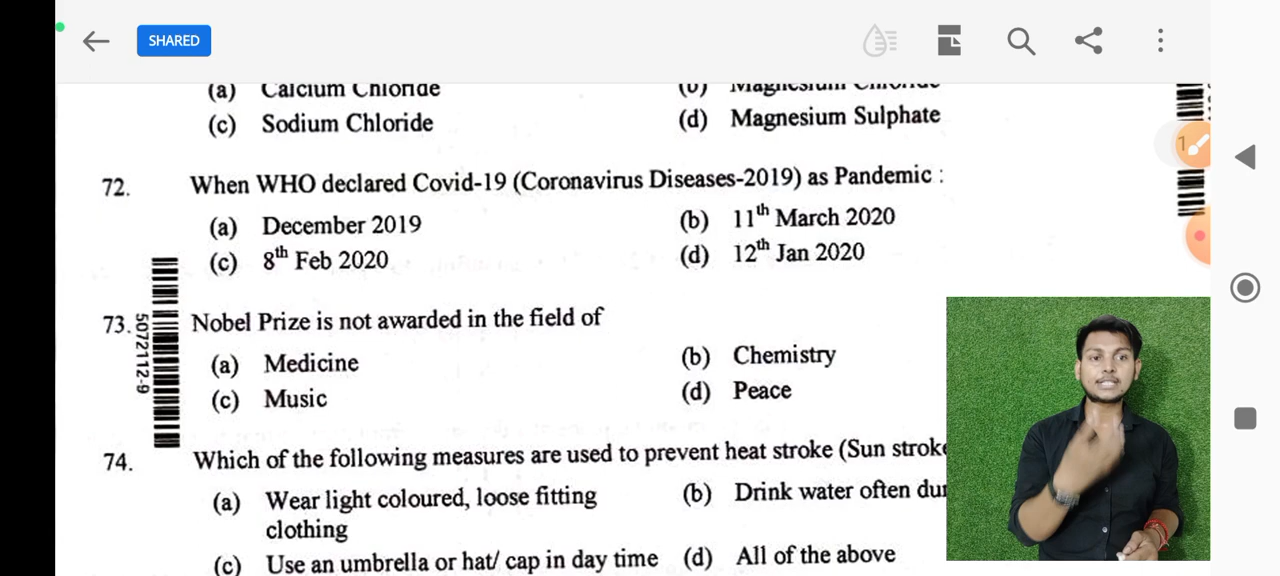 SHARED
(a) Calcium Chloride (b) Magnesium Chloride
(c) Sodium Chloride (d) Magnesium Sulphate
72. When WHO declared Covid-19 (Coronavirus Diseases-2019) as Pandemic :
(a) December 2019 (b) 11th March 2020
(c) 8th Feb 2020 (d) 12th Jan 2020
73. Nobel Prize is not awarded in the field of
(a) Medicine (b) Chemistry
(c) Music (d) Peace
5072112-9
74. Which of the following measures are used to prevent heat stroke (Sun stroke
(a) Wear light coloured, loose fitting (b) Drink water often
clothing
(c) Use an umbrella or hat/ cap in day time (d) All of the above
1